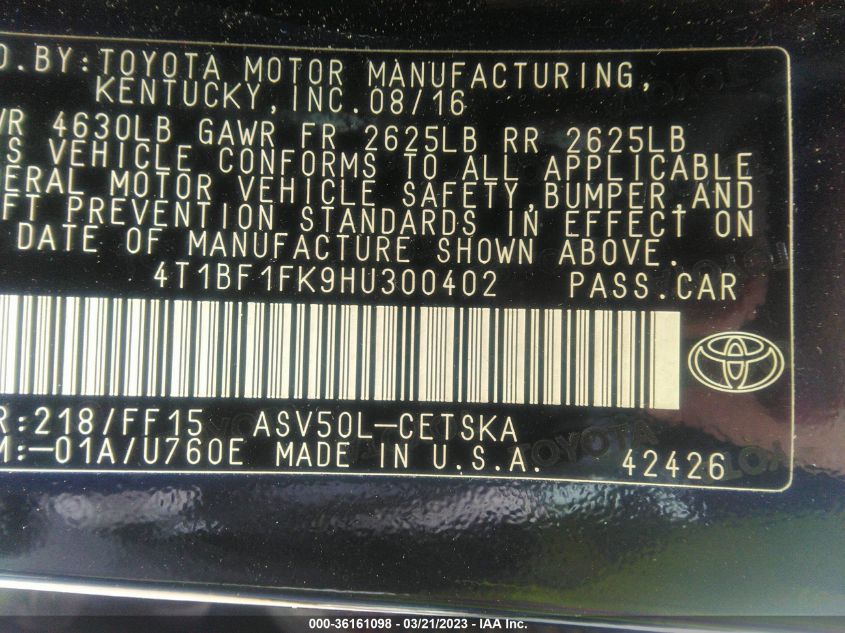 D.BY:TOYOTA MOTOR MANUFACTURING,
KENTUCKY,INC.08/16
VR 4630LB GAWR FR 2625LB RR 2625LB
S VEHICLE CONFORMS TO ALL APPLICABLE
ERAL MOTOR VEHICLE SAFETY,BUMPER,AND
FT PREVENTION STANDARDS IN EFFECT ON
DATE OF MANUFACTURE SHOWN ABOVE.
4T1BF1FK9HU300402 PASS.CAR
R:218/FF15 ASV50L-CETSKA
M:-01A/U760E MADE IN U.S.A. 42426
000-36161098 - 03/21/2023 - IAA Inc.